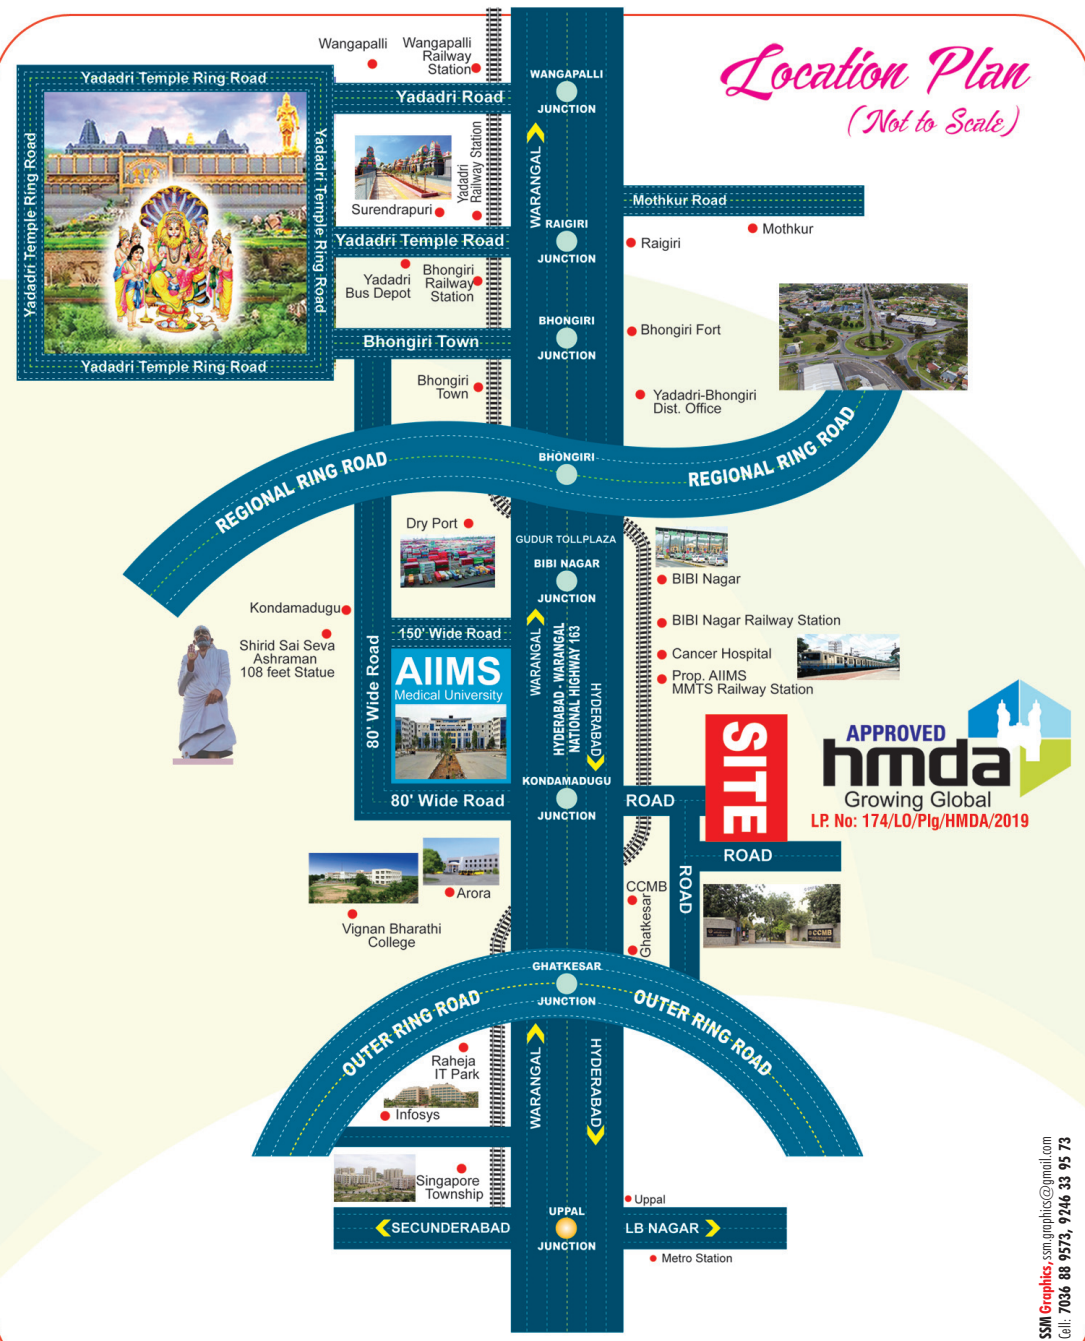 Location Plan
(Not to Scale)
Wangapalli
Wangapalli
Railway
Station
WANGAPALLI
JUNCTION
Yadadri Road
Yadadri Temple Ring Road
Yadadri Temple Ring Road
Yadadri Temple Ring Road
Yadadri Temple Ring Road
Surendrapuri
Yadadri
Railway Station
WARANGAL
Mothkur Road
Mothkur
RAIGIRI
JUNCTION
Raigiri
Yadadri Temple Road
Yadadri
Bus Depot
Bhongiri
Railway
Station
BHONGIRI
JUNCTION
Bhongiri Fort
Bhongiri Town
Bhongiri
Town
Yadadri-Bhongiri
Dist. Office
REGIONAL RING ROAD
BHONGIRI
REGIONAL RING ROAD
Dry Port
GUDUR TOLLPLAZA
BIBI NAGAR
JUNCTION
BIBI Nagar
Kondamadugu
Shirid Sai Seva
Ashraman
108 feet Statue
80' Wide Road
150' Wide Road
AIIMS
Medical University
WARANGAL
HYDERABAD - WARANGAL
NATIONAL HIGHWAY 163
HYDERABAD
BIBI Nagar Railway Station
Cancer Hospital
Prop. AIIMS
MMTS Railway Station
SITE
APPROVED
hmda
Growing Global
LP. No: 174/LO/Plg/HMDA/2019
KONDAMADUGU
JUNCTION
80' Wide Road
ROAD
ROAD
ROAD
Arora
Vignan Bharathi
College
CCMB
Ghatkesar
CCMB
GHATKESAR
JUNCTION
OUTER RING ROAD
OUTER RING ROAD
Raheja
IT Park
Infosys
WARANGAL
HYDERABAD
Singapore
Township
Uppal
UPPAL
JUNCTION
SECUNDERABAD
LB NAGAR
Metro Station
SSM Graphics, ssm.graphics@gmail.com
Cell: 7036 88 9573, 9246 33 95 73